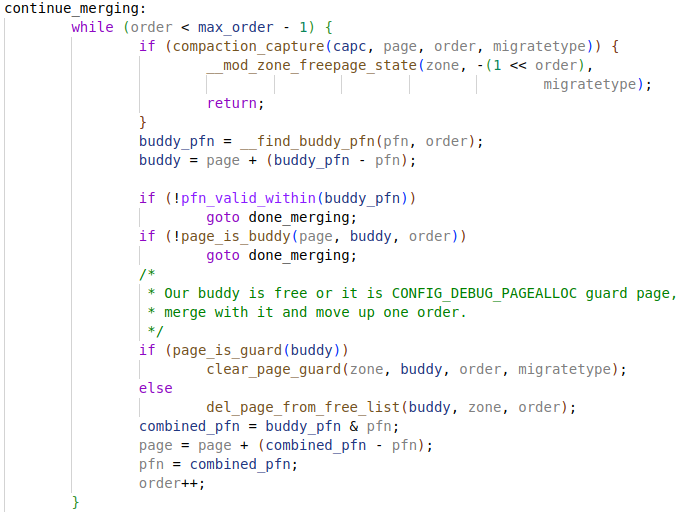 continue_merging:
while (order < max_order - 1) {
if (compaction_capture(capc, page, order, migratetype)) {
__mod_zone_freepage_state(zone, -(1 << order),
migratetype);
return;
}
buddy_pfn = __find_buddy_pfn(pfn, order);
buddy = page + (buddy_pfn - pfn);
if (!pfn_valid_within(buddy_pfn))
goto done_merging;
if (!page_is_buddy(page, buddy, order))
goto done_merging;
/*
* Our buddy is free or it is CONFIG_DEBUG_PAGEALLOC guard page,
* merge with it and move up one order.
*/
if (page_is_guard(buddy))
clear_page_guard(zone, buddy, order, migratetype);
else
del_page_from_free_list(buddy, zone, order);
combined_pfn = buddy_pfn & pfn;
page = page + (combined_pfn - pfn);
pfn = combined_pfn;
order++;
}